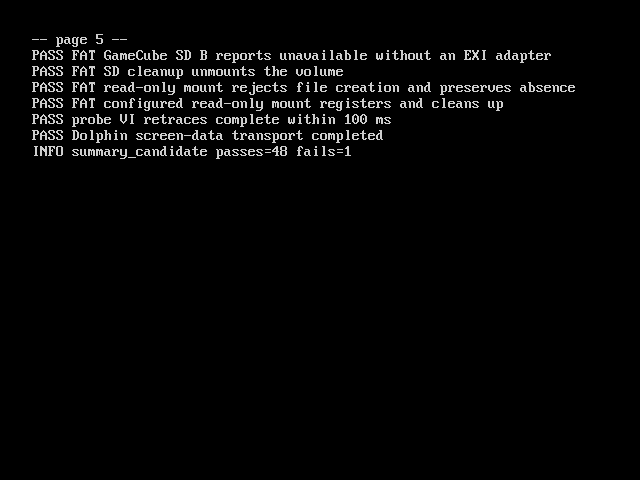 -- page 5 --
PASS FAT GameCube SD B reports unavailable without an EXI adapter
PASS FAT SD cleanup unmounts the volume
PASS FAT read-only mount rejects file creation and preserves absence
PASS FAT configured read-only mount registers and cleans up
PASS probe VI retraces complete within 100 ms
PASS Dolphin screen-data transport completed
INFO summary_candidate passes=48 fails=1